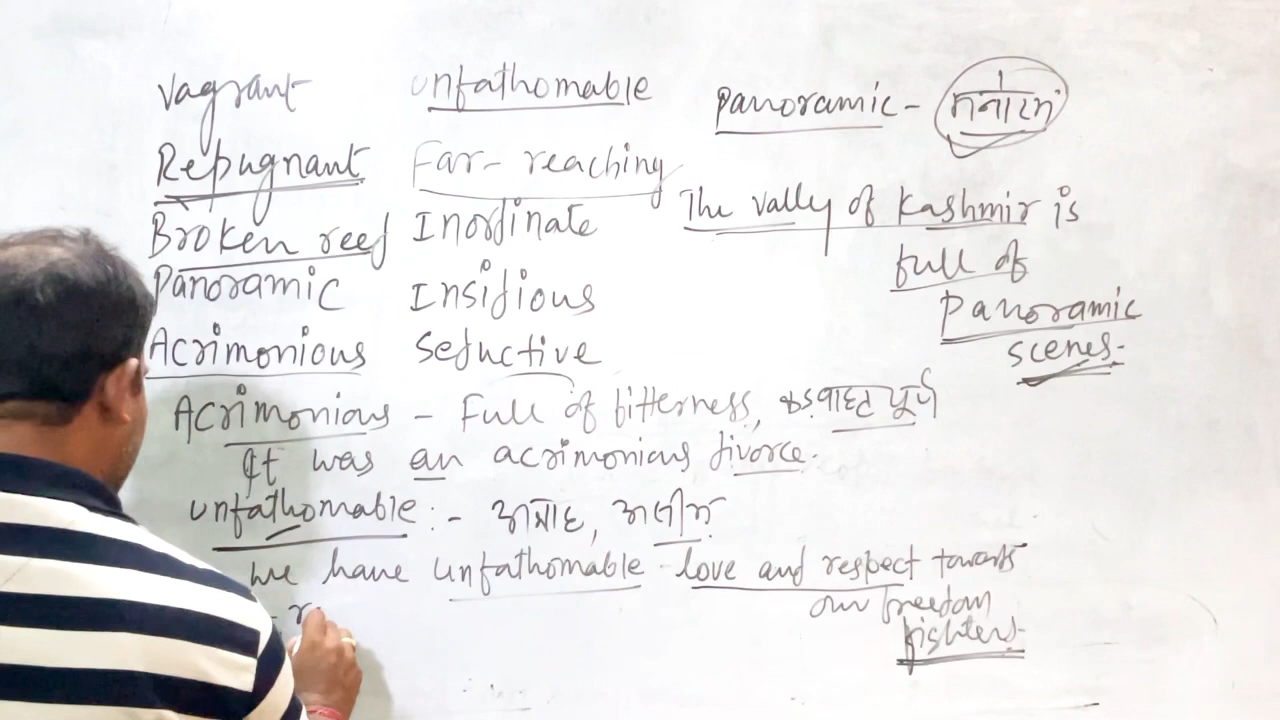 Vagrant unfathomable
Repugnant Far-reaching
Broken reed Inordinate
Panoramic Insidious
Acrimonious Seductive
Panoramic - मनोरम
The vally of Kashmir is
full of
panoramic
scenes.
Acrimonious - Full of bitterness, कड़वाहट पूर्ण
It was an acrimonious divorce.
unfathomable :- अगाध, असीम
we have unfathomable love and respect towards
our freedom
fighters.